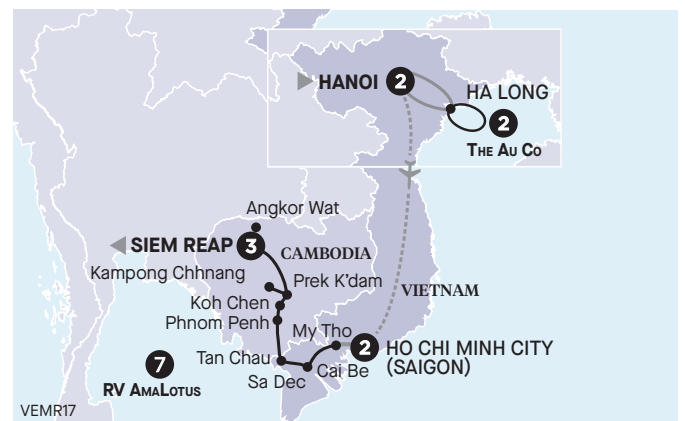 HANOI 2
HA LONG
2
THE AU CO
Angkor Wat
SIEM REAP 3
CAMBODIA
Kampong Chhnang
Prek K'dam
Koh Chen
VIETNAM
Phnom Penh
My Tho
2 HO CHI MINH CITY
(SAIGON)
Tan Chau
Cai Be
Sa Dec
7
RV AMALOTUS
VEMR17